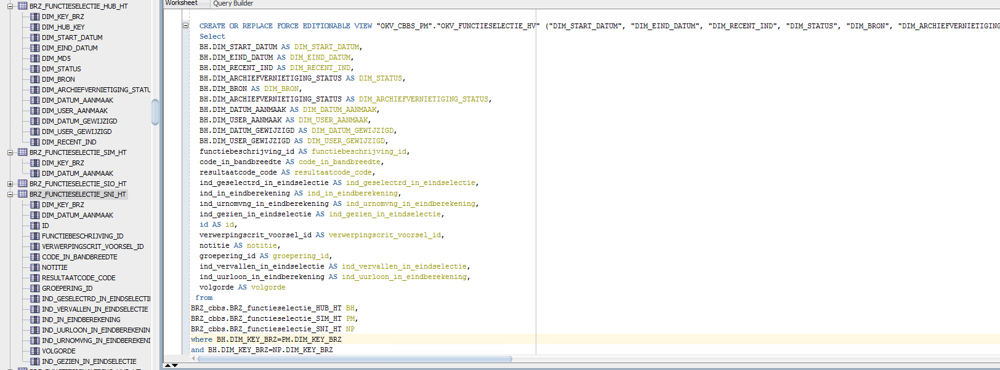 BRZ_FUNCTIESELECTIE_HUB_HT
DIM_KEY_BRZ
DIM_HUB_KEY
DIM_START_DATUM
DIM_EIND_DATUM
DIM_MD5
DIM_STATUS
DIM_BRON
DIM_ARCHIEFVERNIETIGING_STATU
DIM_DATUM_AANMAAK
DIM_USER_AANMAAK
DIM_DATUM_GEWIJZIGD
DIM_USER_GEWIJZIGD
DIM_RECENT_IND
BRZ_FUNCTIESELECTIE_SIM_HT
DIM_KEY_BRZ
DIM_DATUM_AANMAAK
BRZ_FUNCTIESELECTIE_SIO_HT
BRZ_FUNCTIESELECTIE_SNI_HT
DIM_KEY_BRZ
DIM_DATUM_AANMAAK
ID
FUNCTIEBESCHRIJVING_ID
VERWERPINGSCRIT_VOORSEL_ID
CODE_IN_BANDBREEDTE
NOTITIE
RESULTAATCODE_CODE
GROEPERING_ID
IND_GESELECTRD_IN_EINDSELECTI
IND_VERVALLEN_IN_EINDSELECTIE
IND_IN_EINDBEREKENING
IND_UURLOON_IN_EINDBEREKENIN
IND_URNOMVNG_IN_EINDBEREKENI
VOLGORDE
IND_GEZIEN_IN_EINDSELECTIE
Worksheet Query Builder
CREATE OR REPLACE FORCE EDITIONABLE VIEW "OKV_CBBS_PM"."OKV_FUNCTIESELECTIE_HV" ("DIM_START_DATUM", "DIM_EIND_DATUM", "DIM_RECENT_IND", "DIM_STATUS", "DIM_BRON", "DIM_ARCHIEFVERNIETIGING
Select
BH.DIM_START_DATUM AS DIM_START_DATUM,
BH.DIM_EIND_DATUM AS DIM_EIND_DATUM,
BH.DIM_RECENT_IND AS DIM_RECENT_IND,
BH.DIM_ARCHIEFVERNIETIGING_STATUS AS DIM_STATUS,
BH.DIM_BRON AS DIM_BRON,
BH.DIM_ARCHIEFVERNIETIGING_STATUS AS DIM_ARCHIEFVERNIETIGING_STATUS,
BH.DIM_DATUM_AANMAAK AS DIM_DATUM_AANMAAK,
BH.DIM_USER_AANMAAK AS DIM_USER_AANMAAK,
BH.DIM_DATUM_GEWIJZIGD AS DIM_DATUM_GEWIJZIGD,
BH.DIM_USER_GEWIJZIGD AS DIM_USER_GEWIJZIGD,
functiebeschrijving_id AS functiebeschrijving_id,
code_in_bandbreedte AS code_in_bandbreedte,
resultaatcode_code AS resultaatcode_code,
ind_geselectrd_in_eindselectie AS ind_geselectrd_in_eindselectie,
ind_in_eindberekening AS ind_in_eindberekening,
ind_urnomvng_in_eindberekening AS ind_urnomvng_in_eindberekening,
ind_gezien_in_eindselectie AS ind_gezien_in_eindselectie,
id AS id,
verwerpingscrit_voorsel_id AS verwerpingscrit_voorsel_id,
notitie AS notitie,
groepering_id AS groepering_id,
ind_vervallen_in_eindselectie AS ind_vervallen_in_eindselectie,
ind_uurloon_in_eindberekening AS ind_uurloon_in_eindberekening,
volgorde AS volgorde
from
BRZ_cbbs.BRZ_functieselectie_HUB_HT BH,
BRZ_cbbs.BRZ_functieselectie_SIM_HT PM,
BRZ_cbbs.BRZ_functieselectie_SNI_HT NP
where BH.DIM_KEY_BRZ=PM.DIM_KEY_BRZ
and BH.DIM_KEY_BRZ=NP.DIM_KEY_BRZ